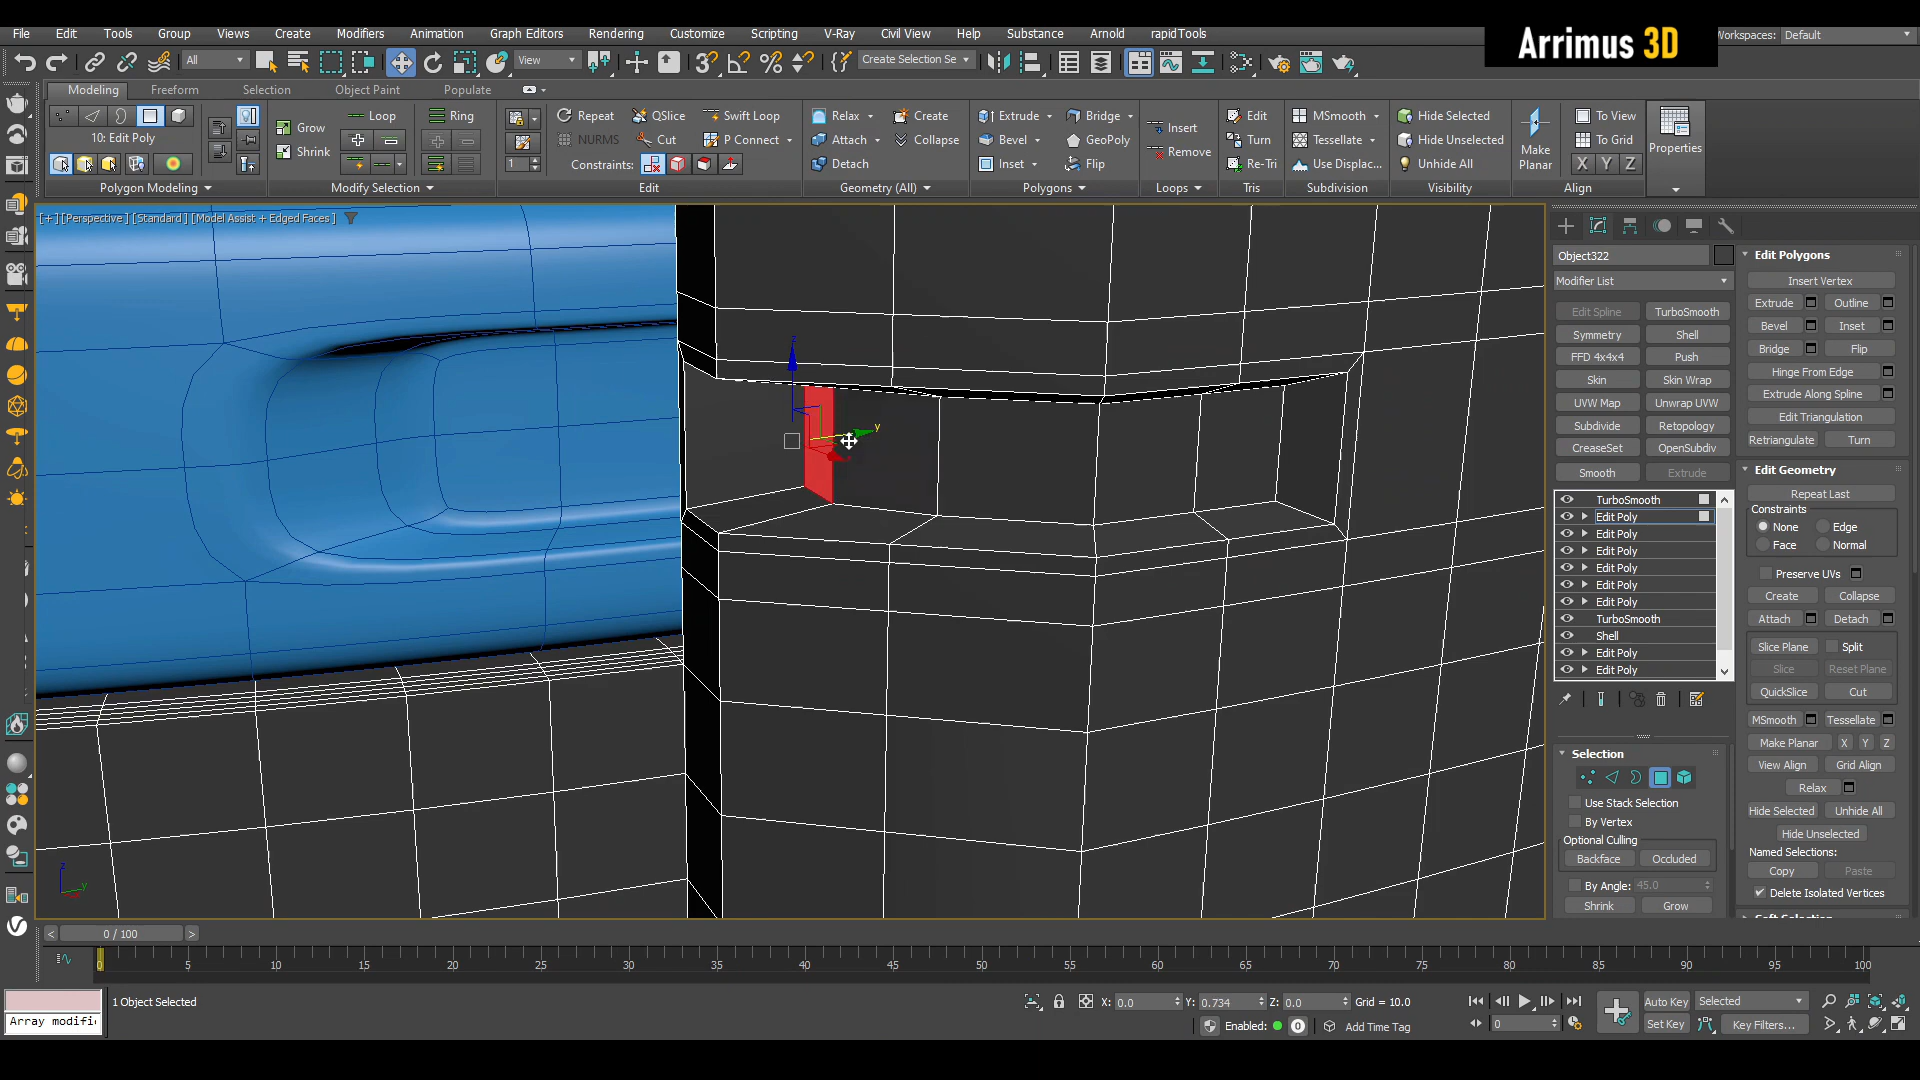 File Edit Tools Group Views Create Modifiers Animation Graph Editors Rendering Customize Scripting V-Ray Civil View Help Substance Arnold rapidTools
Arrimus 3D
Workspaces: Default
All View Create Selection Se
Modeling Freeform Selection Object Paint Populate
10: Edit Poly
Polygon Modeling
Grow
Shrink
Loop Ring
Modify Selection
Repeat QSlice Swift Loop
NURMS Cut P Connect
1 Constraints:
Edit
Relax Create
Attach Collapse
Detach
Geometry (All)
Extrude Bridge
Bevel GeoPoly
Inset Flip
Polygons
Insert
Remove
Loops
Edit
Turn
Re-Tri
Tris
MSmooth
Tessellate
Use Displac...
Subdivision
Hide Selected
Hide Unselected
Unhide All
Visibility
Make
Planar
To View
To Grid
X Y Z
Align
Properties
[+] [Perspective] [Standard] [Model Assist + Edged Faces]
z
y
z
y
Object322
Modifier List
Edit Spline TurboSmooth
Symmetry Shell
FFD 4x4x4 Push
Skin Skin Wrap
UVW Map Unwrap UVW
Subdivide Retopology
CreaseSet OpenSubdiv
Smooth Extrude
TurboSmooth
Edit Poly
Edit Poly
Edit Poly
Edit Poly
Edit Poly
Edit Poly
TurboSmooth
Shell
Edit Poly
Edit Poly
Selection
Use Stack Selection
By Vertex
Optional Culling
Backface Occluded
By Angle: 45.0
Shrink Grow
Edit Polygons
Insert Vertex
Extrude Outline
Bevel Inset
Bridge Flip
Hinge From Edge
Extrude Along Spline
Edit Triangulation
Retriangulate Turn
Edit Geometry
Repeat Last
Constraints
None Edge
Face Normal
Preserve UVs
Create Collapse
Attach Detach
Slice Plane Split
Slice Reset Plane
QuickSlice Cut
MSmooth Tessellate
Make Planar X Y Z
View Align Grid Align
Relax
Hide Selected Unhide All
Hide Unselected
Named Selections:
Copy Paste
Delete Isolated Vertices
< 0 / 100 >
0 5 10 15 20 25 30 35 40 45 50 55 60 65 70 75 80 85 90 95 100
Array modifi
1 Object Selected
X: 0.0 Y: 0.734 Z: 0.0 Grid = 10.0
Enabled: 0 Add Time Tag
0
Auto Key Selected
Set Key Key Filters...